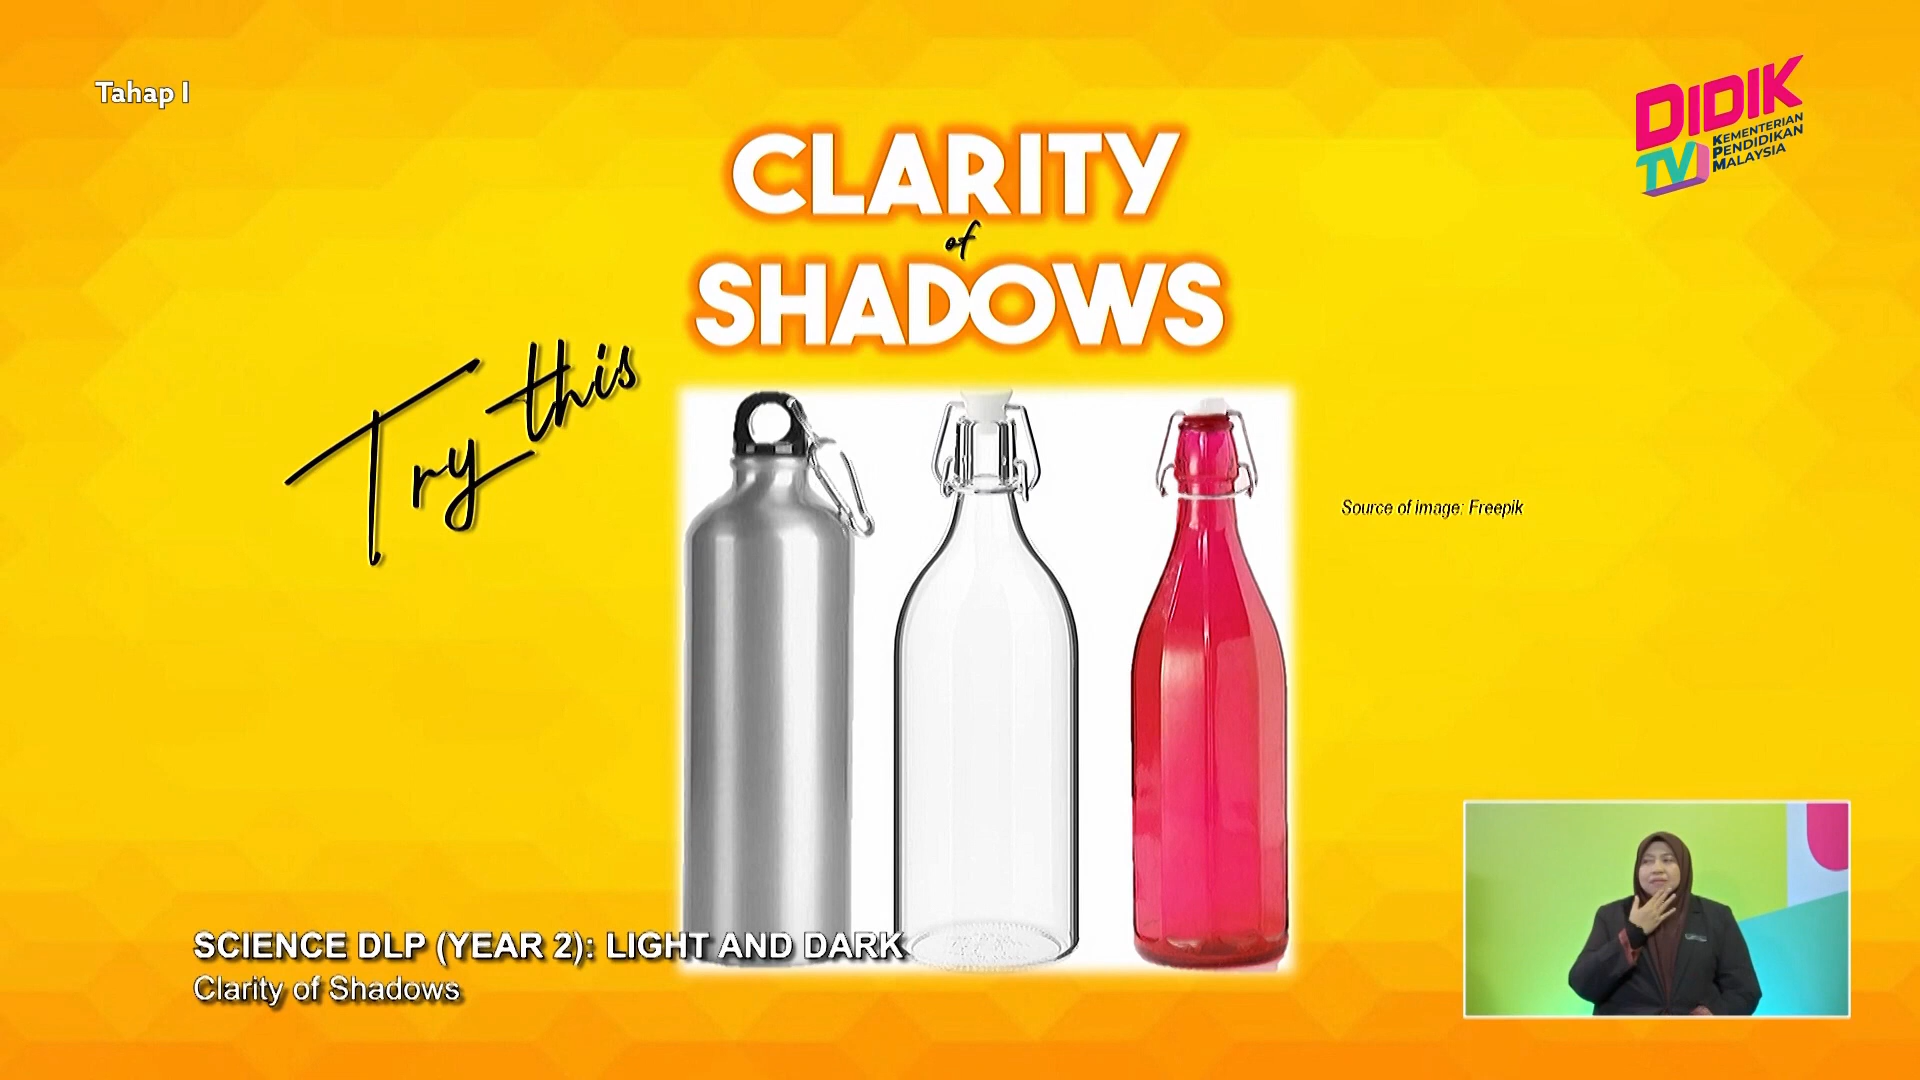 Tahap I
DIDIK
TV
KEMENTERIAN
PENDIDIKAN
MALAYSIA
CLARITY
of
SHADOWS
Try this
Source of image: Freepik
SCIENCE DLP (YEAR 2): LIGHT AND DARK
Clarity of Shadows